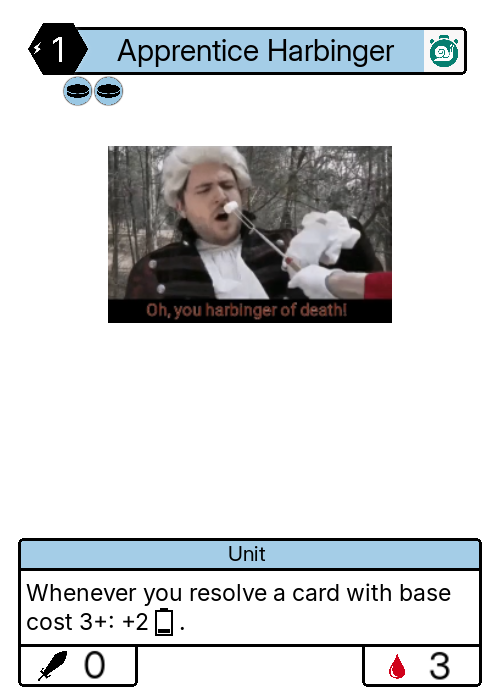 1 Apprentice Harbinger
Oh, you harbinger of death!
Unit
Whenever you resolve a card with base
cost 3+: +2 .
0 3